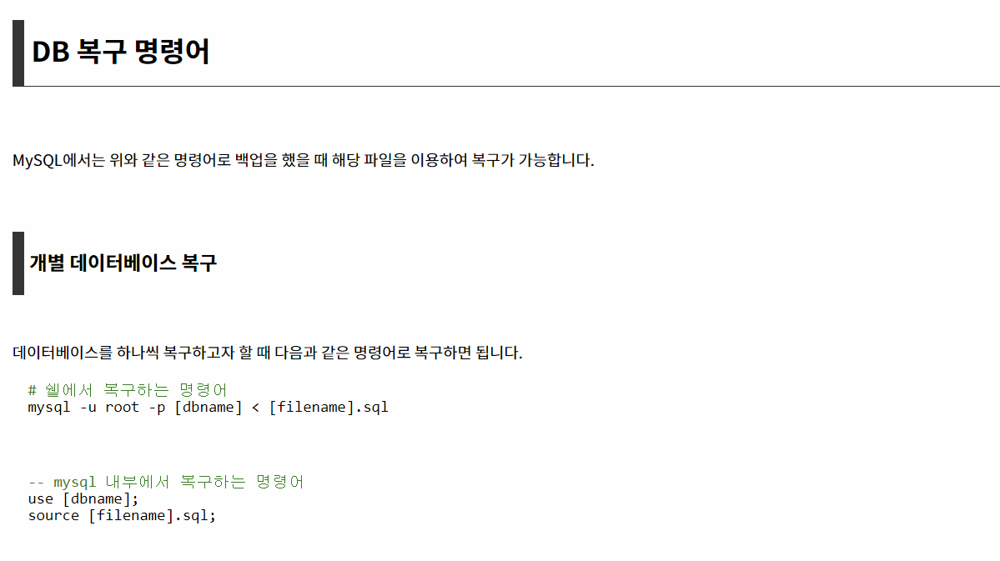 DB 복구 명령어
MySQL에서는 위와 같은 명령어로 백업을 했을 때 해당 파일을 이용하여 복구가 가능합니다.
개별 데이터베이스 복구
데이터베이스를 하나씩 복구하고자 할 때 다음과 같은 명령어로 복구하면 됩니다.
# 쉘에서 복구하는 명령어
mysql -u root -p [dbname] < [filename].sql
-- mysql 내부에서 복구하는 명령어
use [dbname];
source [filename].sql;